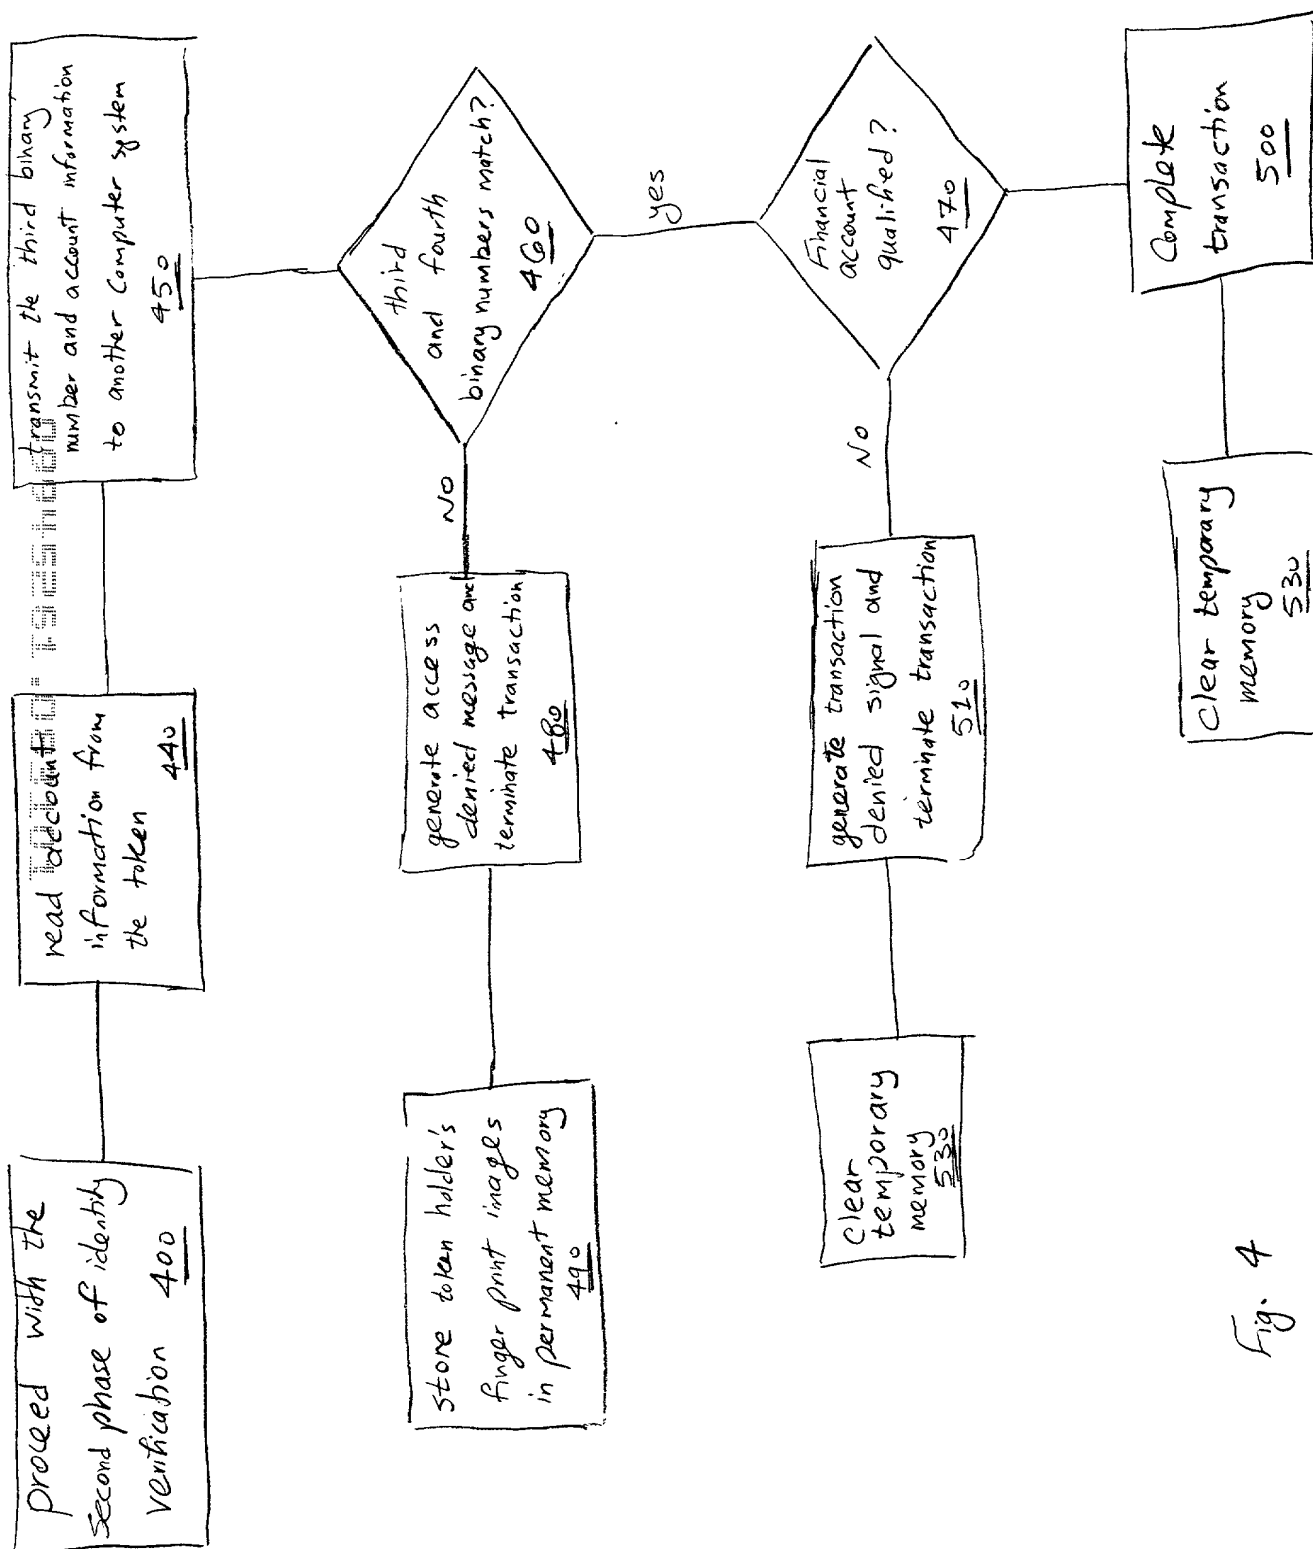 proceed with the
second phase of identity
verification 400
read account
information from
the token
440
transmit the third binary
number and account information
to another computer system
450
third
and fourth
binary numbers match?
460
No
yes
generate access
denied message and
terminate transaction
480
store token holder's
finger print images
in permanent memory
490
Financial
account
qualified?
470
No
generate transaction
denied signal and
terminate transaction
510
Clear
temporary
memory
530
Complete
transaction
500
Clear temporary
memory
530
Fig. 4